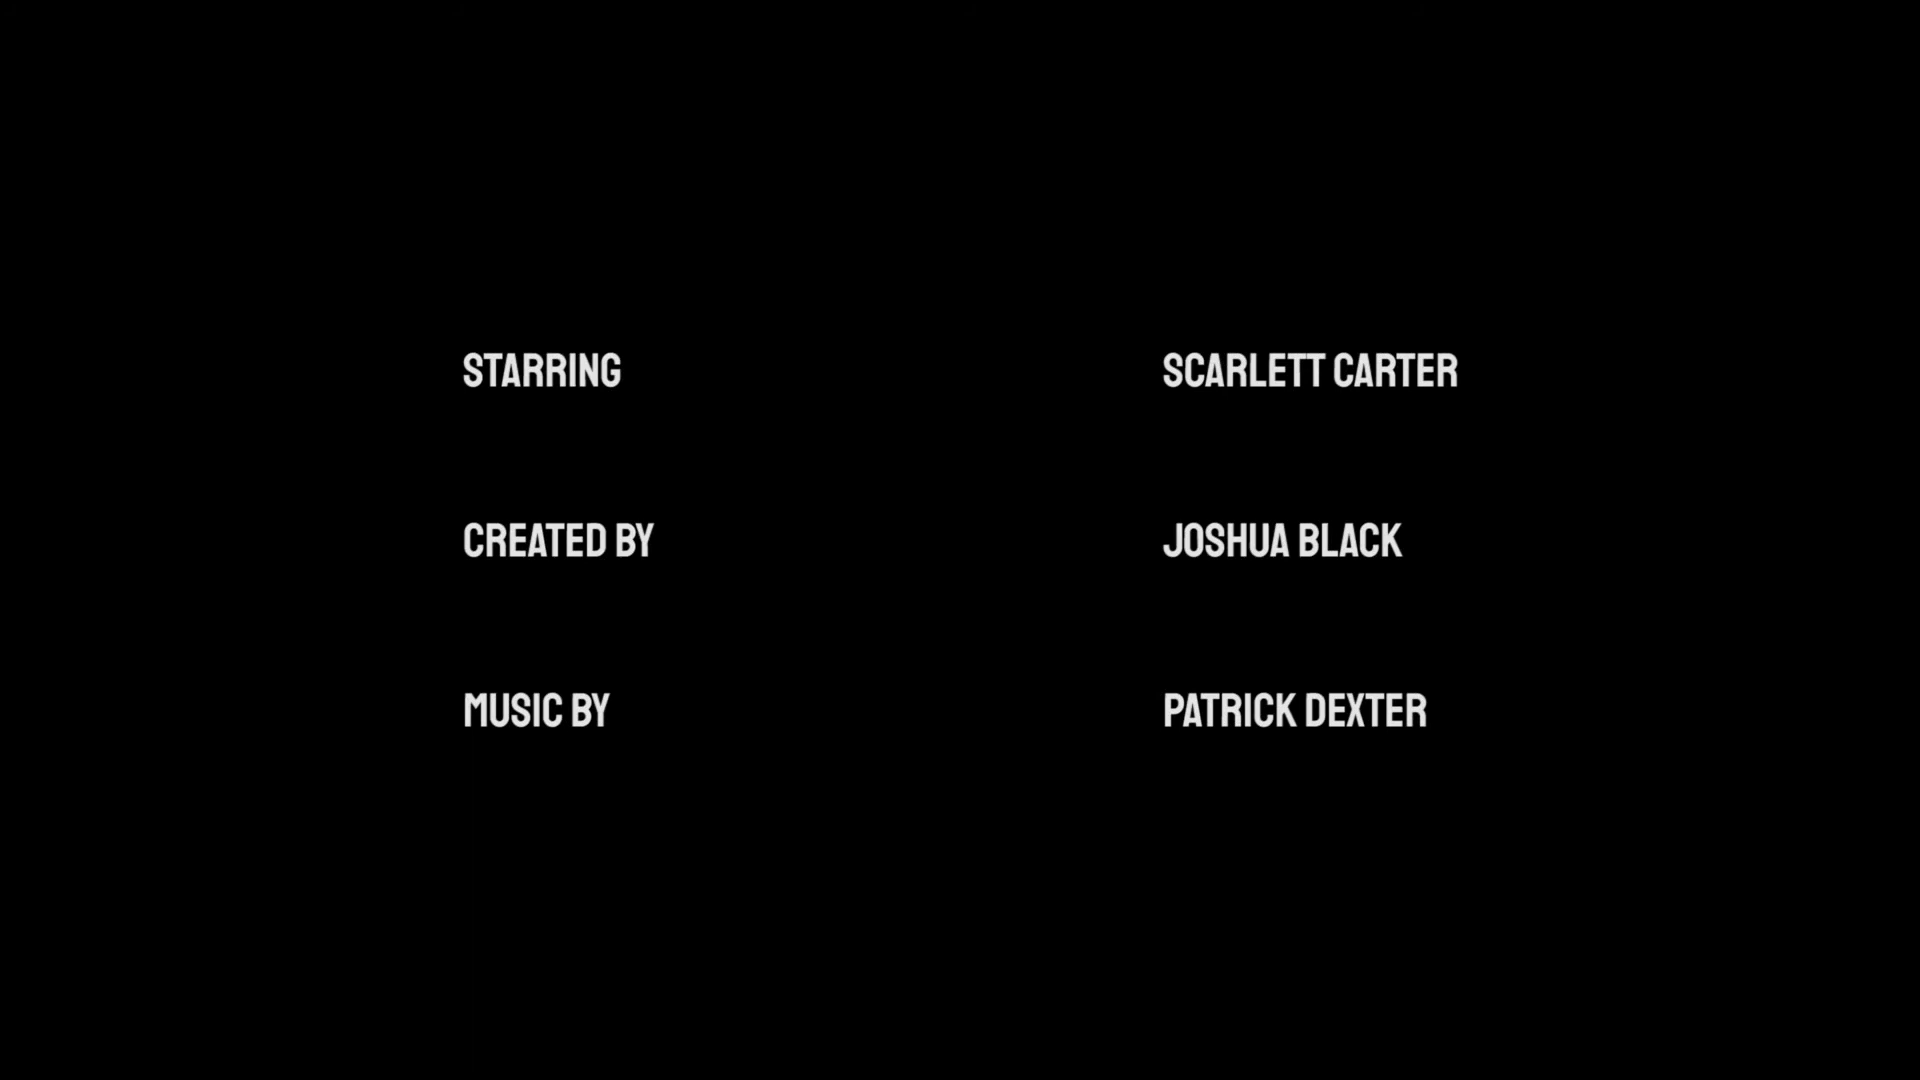 STARRING SCARLETT CARTER
CREATED BY JOSHUA BLACK
MUSIC BY PATRICK DEXTER